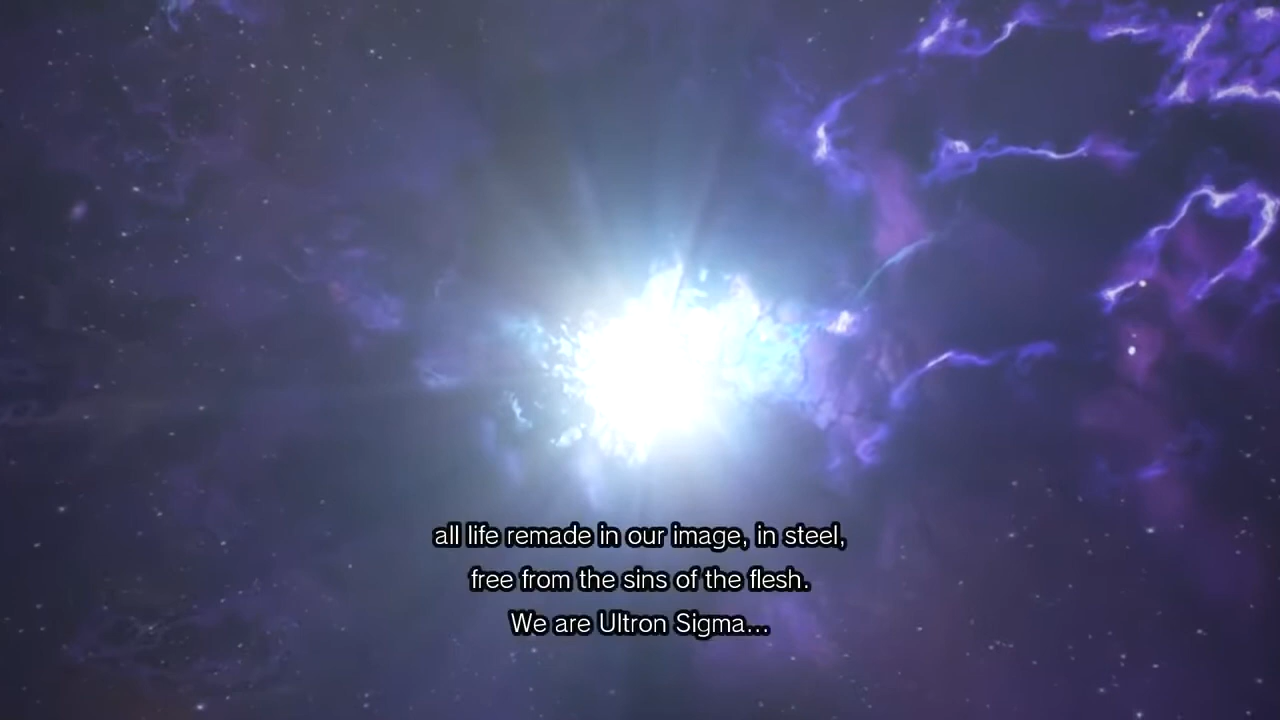 all life remade in our image, in steel,
free from the sins of the flesh.
We are Ultron Sigma...